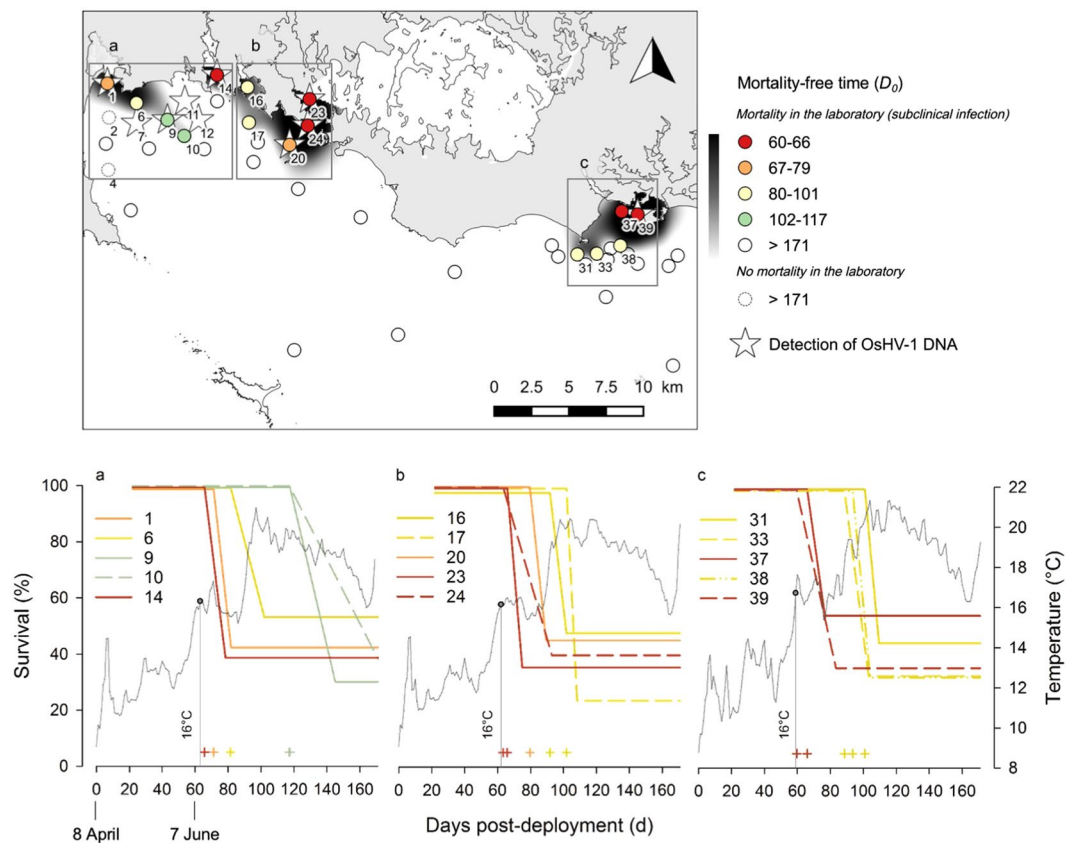 a
b
c
1
2
4
6
7
9
10
11
12
14
16
17
20
23
24
31
33
37
38
39
0 2.5 5 7.5 10 km
Mortality-free time (D0)
Mortality in the laboratory (subclinical infection)
60-66
67-79
80-101
102-117
> 171
No mortality in the laboratory
> 171
Detection of OsHV-1 DNA
a
b
c
Survival (%)
100
80
60
40
20
0
1
6
9
10
14
16°C
0 20 40 60 80 100 120 140 160
8 April
7 June
16
17
20
23
24
16°C
0 20 40 60 80 100 120 140 160
Days post-deployment (d)
31
33
37
38
39
16°C
0 20 40 60 80 100 120 140 160
22
20
18
16
14
12
10
8
Temperature (°C)